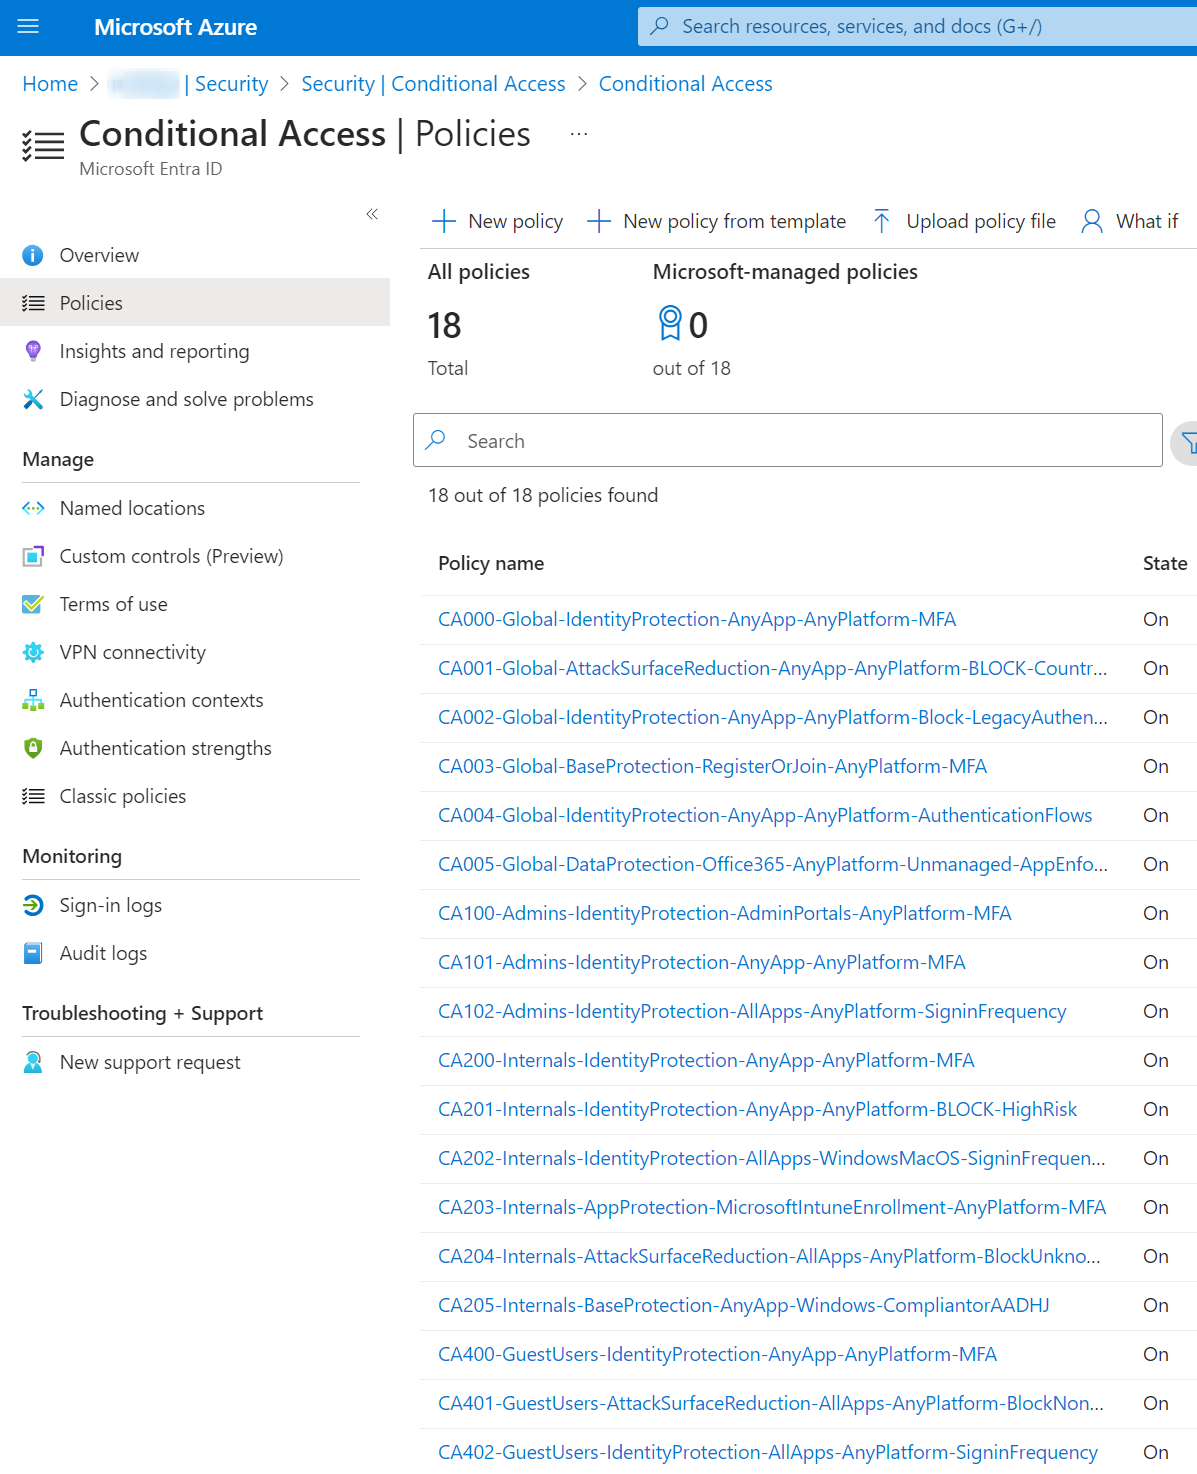 Microsoft Azure
Search resources, services, and docs (G+/)
Home > | Security > Security | Conditional Access > Conditional Access
Conditional Access | Policies ...
Microsoft Entra ID
«
Overview
Policies
Insights and reporting
Diagnose and solve problems
Manage
Named locations
Custom controls (Preview)
Terms of use
VPN connectivity
Authentication contexts
Authentication strengths
Classic policies
Monitoring
Sign-in logs
Audit logs
Troubleshooting + Support
New support request
New policy New policy from template Upload policy file What if
All policies Microsoft-managed policies
18 0
Total out of 18
Search
18 out of 18 policies found
Policy name State
CA000-Global-IdentityProtection-AnyApp-AnyPlatform-MFA On
CA001-Global-AttackSurfaceReduction-AnyApp-AnyPlatform-BLOCK-Countr... On
CA002-Global-IdentityProtection-AnyApp-AnyPlatform-Block-LegacyAuthen... On
CA003-Global-BaseProtection-RegisterOrJoin-AnyPlatform-MFA On
CA004-Global-IdentityProtection-AnyApp-AnyPlatform-AuthenticationFlows On
CA005-Global-DataProtection-Office365-AnyPlatform-Unmanaged-AppEnfo... On
CA100-Admins-IdentityProtection-AdminPortals-AnyPlatform-MFA On
CA101-Admins-IdentityProtection-AnyApp-AnyPlatform-MFA On
CA102-Admins-IdentityProtection-AllApps-AnyPlatform-SigninFrequency On
CA200-Internals-IdentityProtection-AnyApp-AnyPlatform-MFA On
CA201-Internals-IdentityProtection-AnyApp-AnyPlatform-BLOCK-HighRisk On
CA202-Internals-IdentityProtection-AllApps-WindowsMacOS-SigninFrequen... On
CA203-Internals-AppProtection-MicrosoftIntuneEnrollment-AnyPlatform-MFA On
CA204-Internals-AttackSurfaceReduction-AllApps-AnyPlatform-BlockUnkno... On
CA205-Internals-BaseProtection-AnyApp-Windows-CompliantorAADHJ On
CA400-GuestUsers-IdentityProtection-AnyApp-AnyPlatform-MFA On
CA401-GuestUsers-AttackSurfaceReduction-AllApps-AnyPlatform-BlockNon... On
CA402-GuestUsers-IdentityProtection-AllApps-AnyPlatform-SigninFrequency On